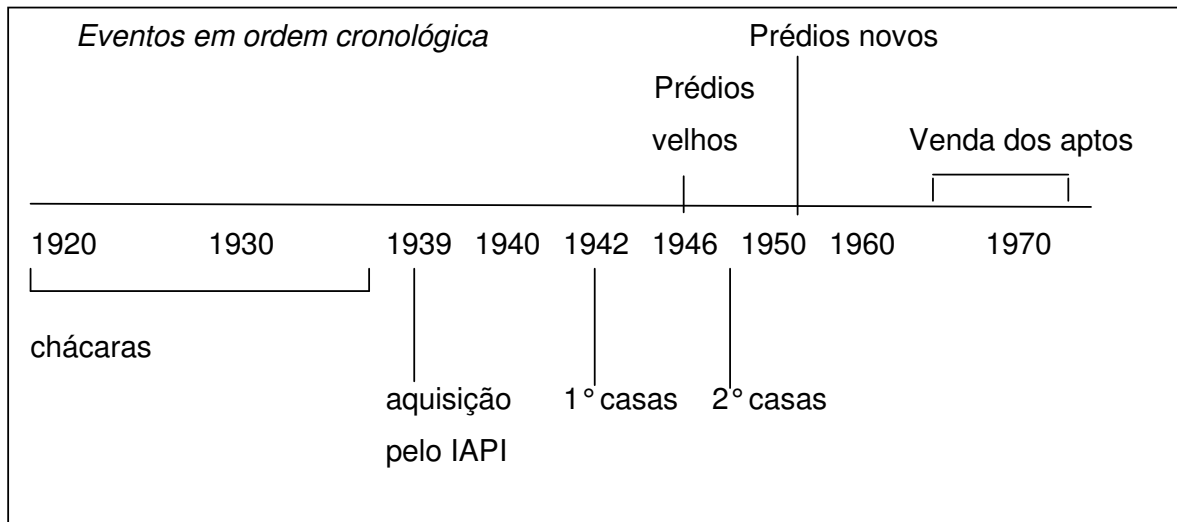 Eventos em ordem cronológica
Prédios novos
Prédios
velhos
Venda dos aptos
1920 1930 1939 1940 1942 1946 1950 1960 1970
chácaras
aquisição
pelo IAPI
1° casas
2° casas